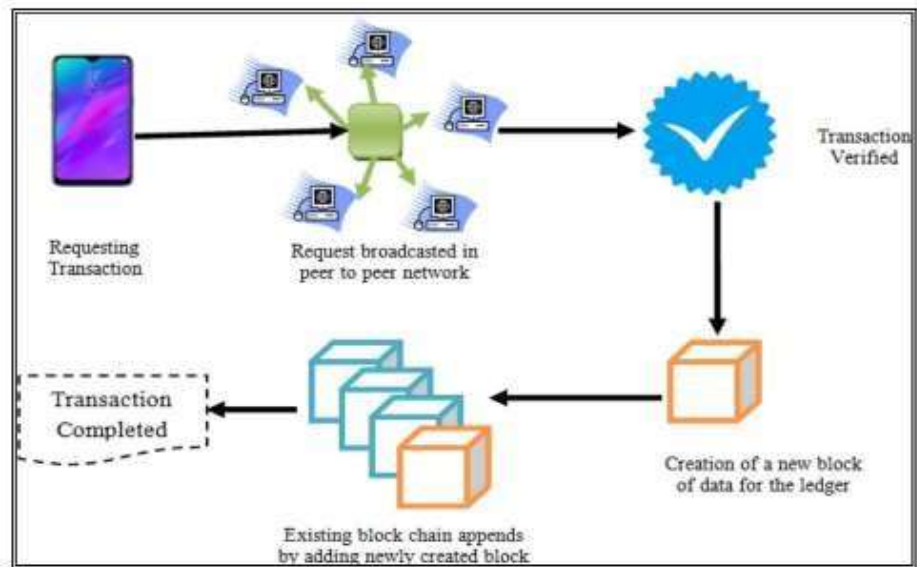 Requesting
Transaction
Request broadcasted in
peer to peer network
Transaction
Verified
Creation of a new block
of data for the ledger
Existing block chain appends
by adding newly created block
Transaction
Completed